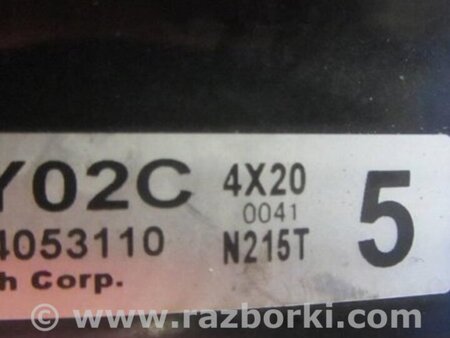 Y02C 4X20 5
0041
4053110 N215T
h Corp.
© www.razborki.com